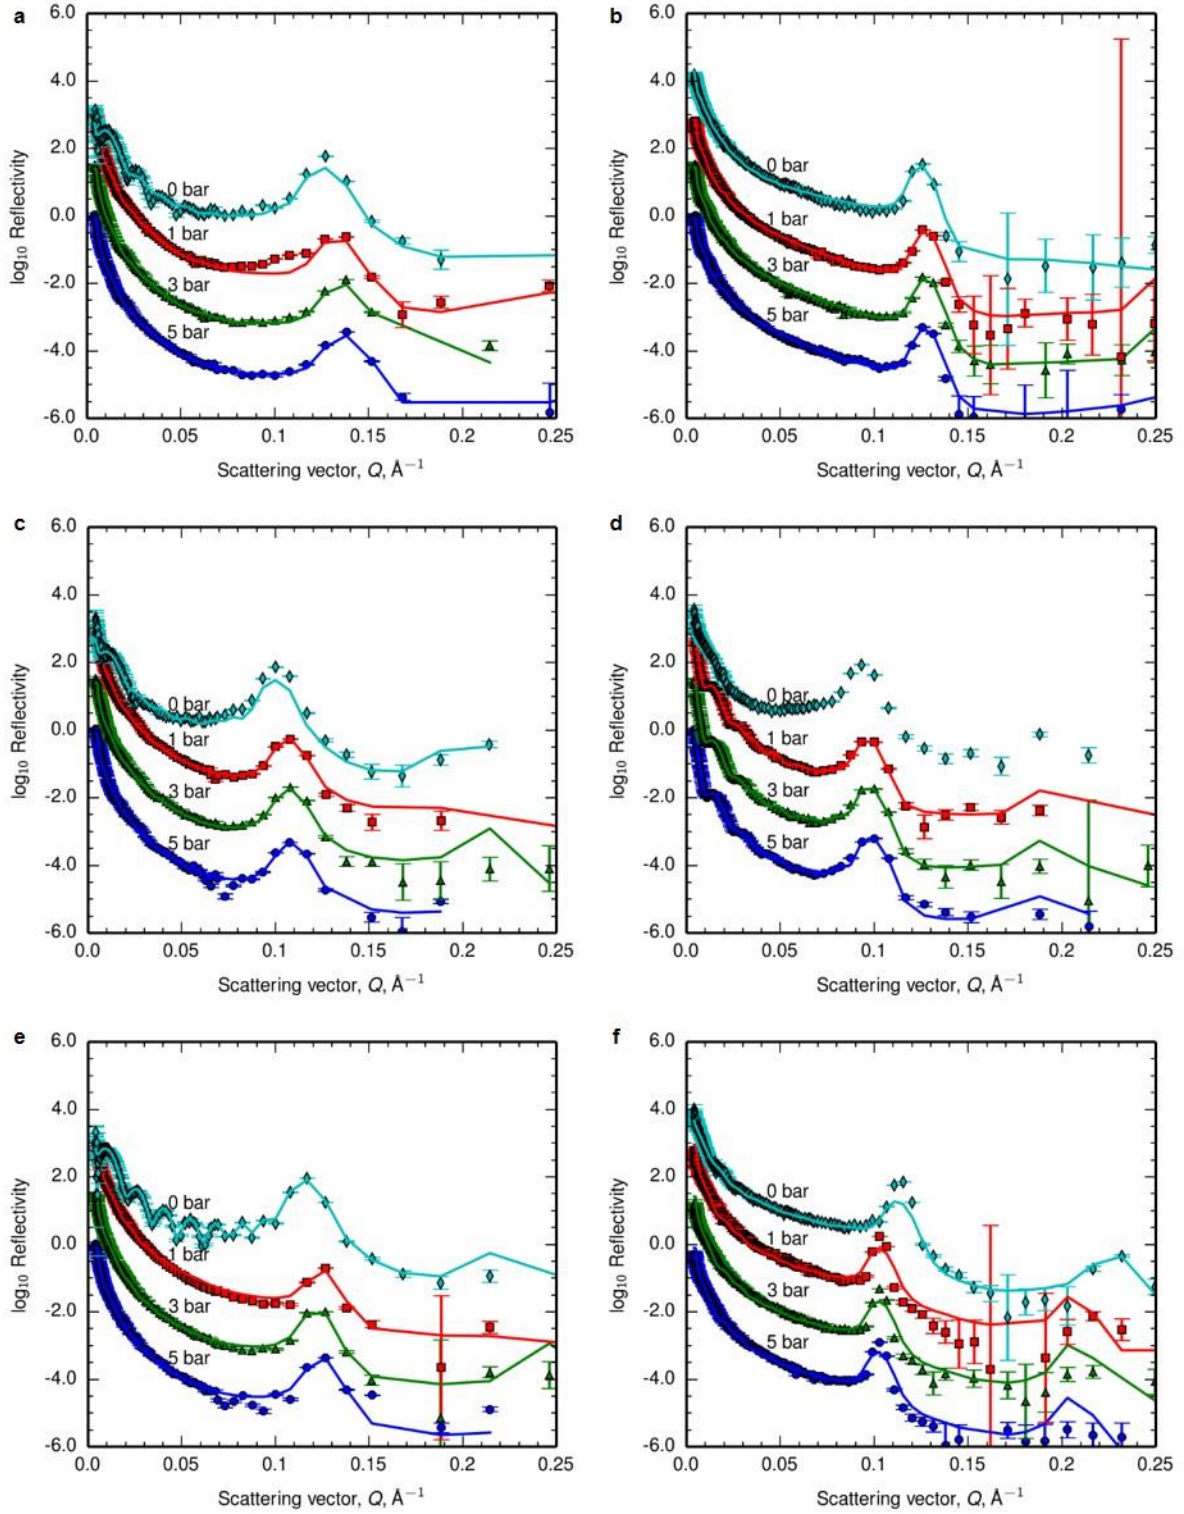 a
6.0
4.0
2.0
0.0
-2.0
-4.0
-6.0
log10 Reflectivity
0 bar
1 bar
3 bar
5 bar
0.0 0.05 0.1 0.15 0.2 0.25
Scattering vector, Q, Å−1
b
6.0
4.0
2.0
0.0
-2.0
-4.0
-6.0
log10 Reflectivity
0 bar
1 bar
3 bar
5 bar
0.0 0.05 0.1 0.15 0.2 0.25
Scattering vector, Q, Å−1
c
6.0
4.0
2.0
0.0
-2.0
-4.0
-6.0
log10 Reflectivity
0 bar
1 bar
3 bar
5 bar
0.0 0.05 0.1 0.15 0.2 0.25
Scattering vector, Q, Å−1
d
6.0
4.0
2.0
0.0
-2.0
-4.0
-6.0
log10 Reflectivity
0 bar
1 bar
3 bar
5 bar
0.0 0.05 0.1 0.15 0.2 0.25
Scattering vector, Q, Å−1
e
6.0
4.0
2.0
0.0
-2.0
-4.0
-6.0
log10 Reflectivity
0 bar
1 bar
3 bar
5 bar
0.0 0.05 0.1 0.15 0.2 0.25
Scattering vector, Q, Å−1
f
6.0
4.0
2.0
0.0
-2.0
-4.0
-6.0
log10 Reflectivity
0 bar
1 bar
3 bar
5 bar
0.0 0.05 0.1 0.15 0.2 0.25
Scattering vector, Q, Å−1